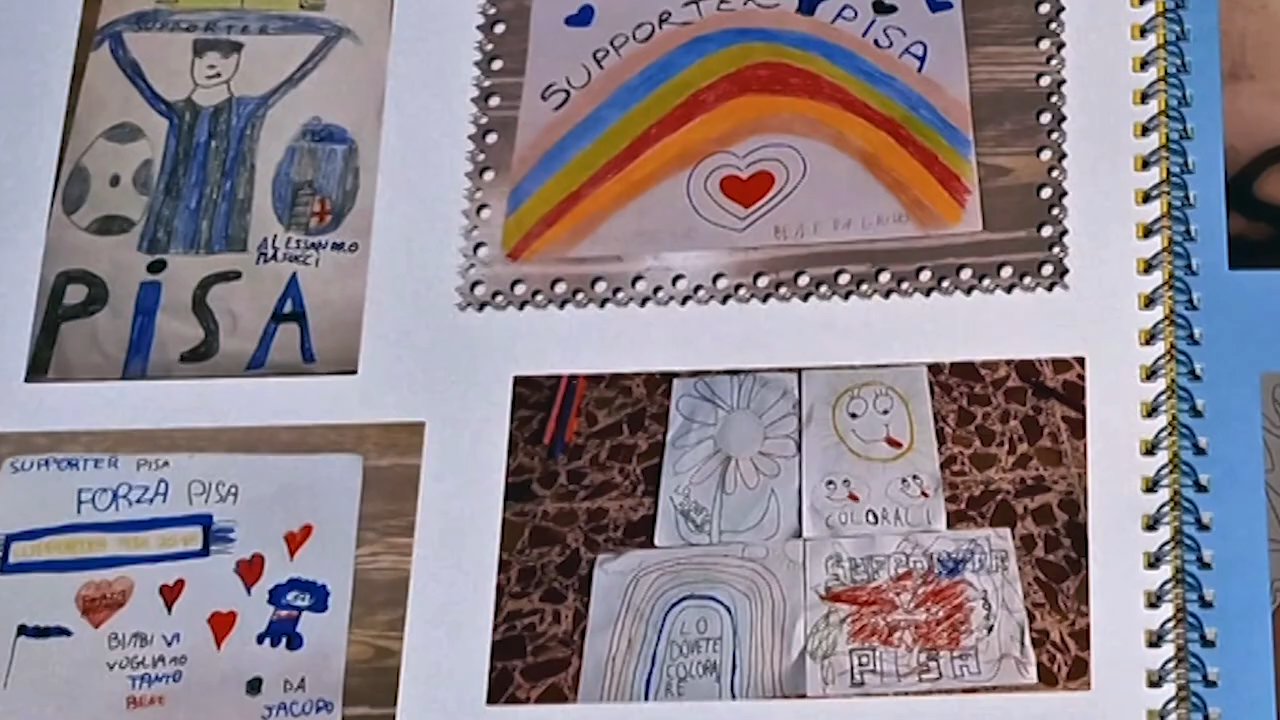 SUPPORTER
ALESSANDRO
PISA
SUPPORTER PISA
SUPPORTER PISA
FORZA PISA
BIMBI VI
VOGLIAMO
TANTO
BENE
DA
JACOPO
COLORALI
LO
DOVETE
COLORA
RE
SUPPORTER
PISA